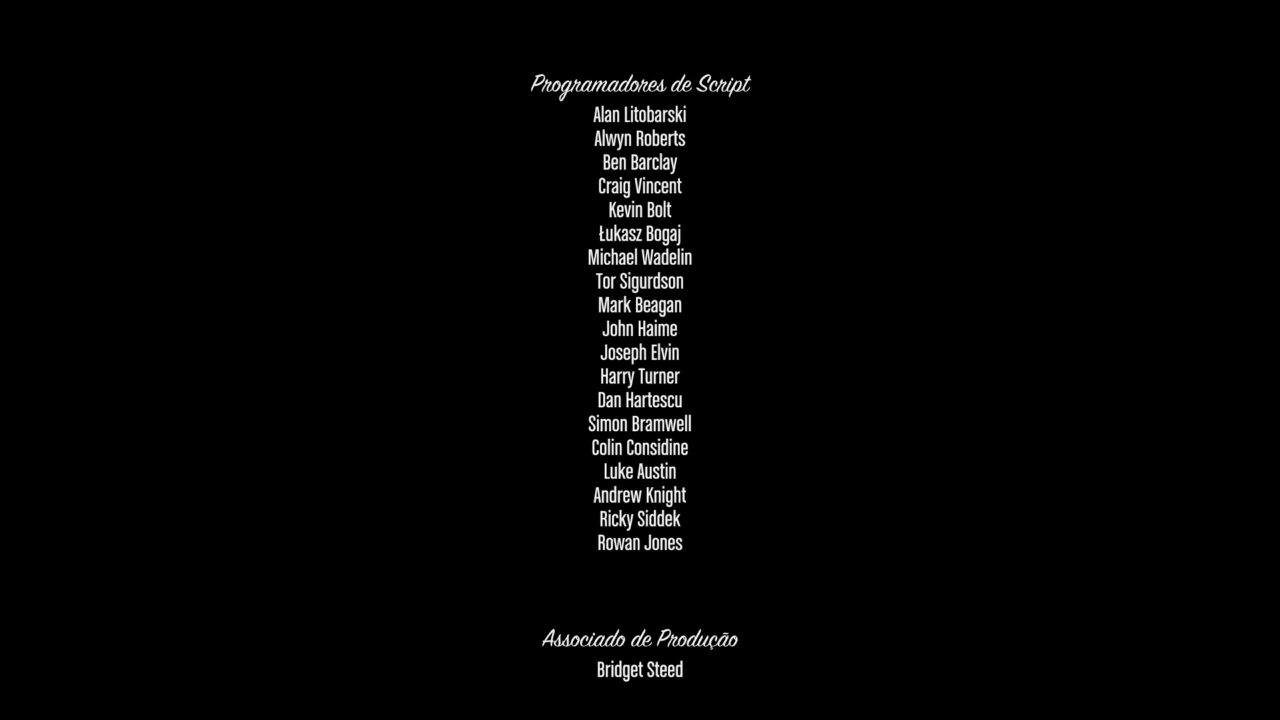 Programadores de Script
Alan Litobarski
Alwyn Roberts
Ben Barclay
Craig Vincent
Kevin Bolt
Łukasz Bogaj
Michael Wadelin
Tor Sigurdson
Mark Beagan
John Haime
Joseph Elvin
Harry Turner
Dan Hartescu
Simon Bramwell
Colin Considine
Luke Austin
Andrew Knight
Ricky Siddek
Rowan Jones
Associado de Produção
Bridget Steed